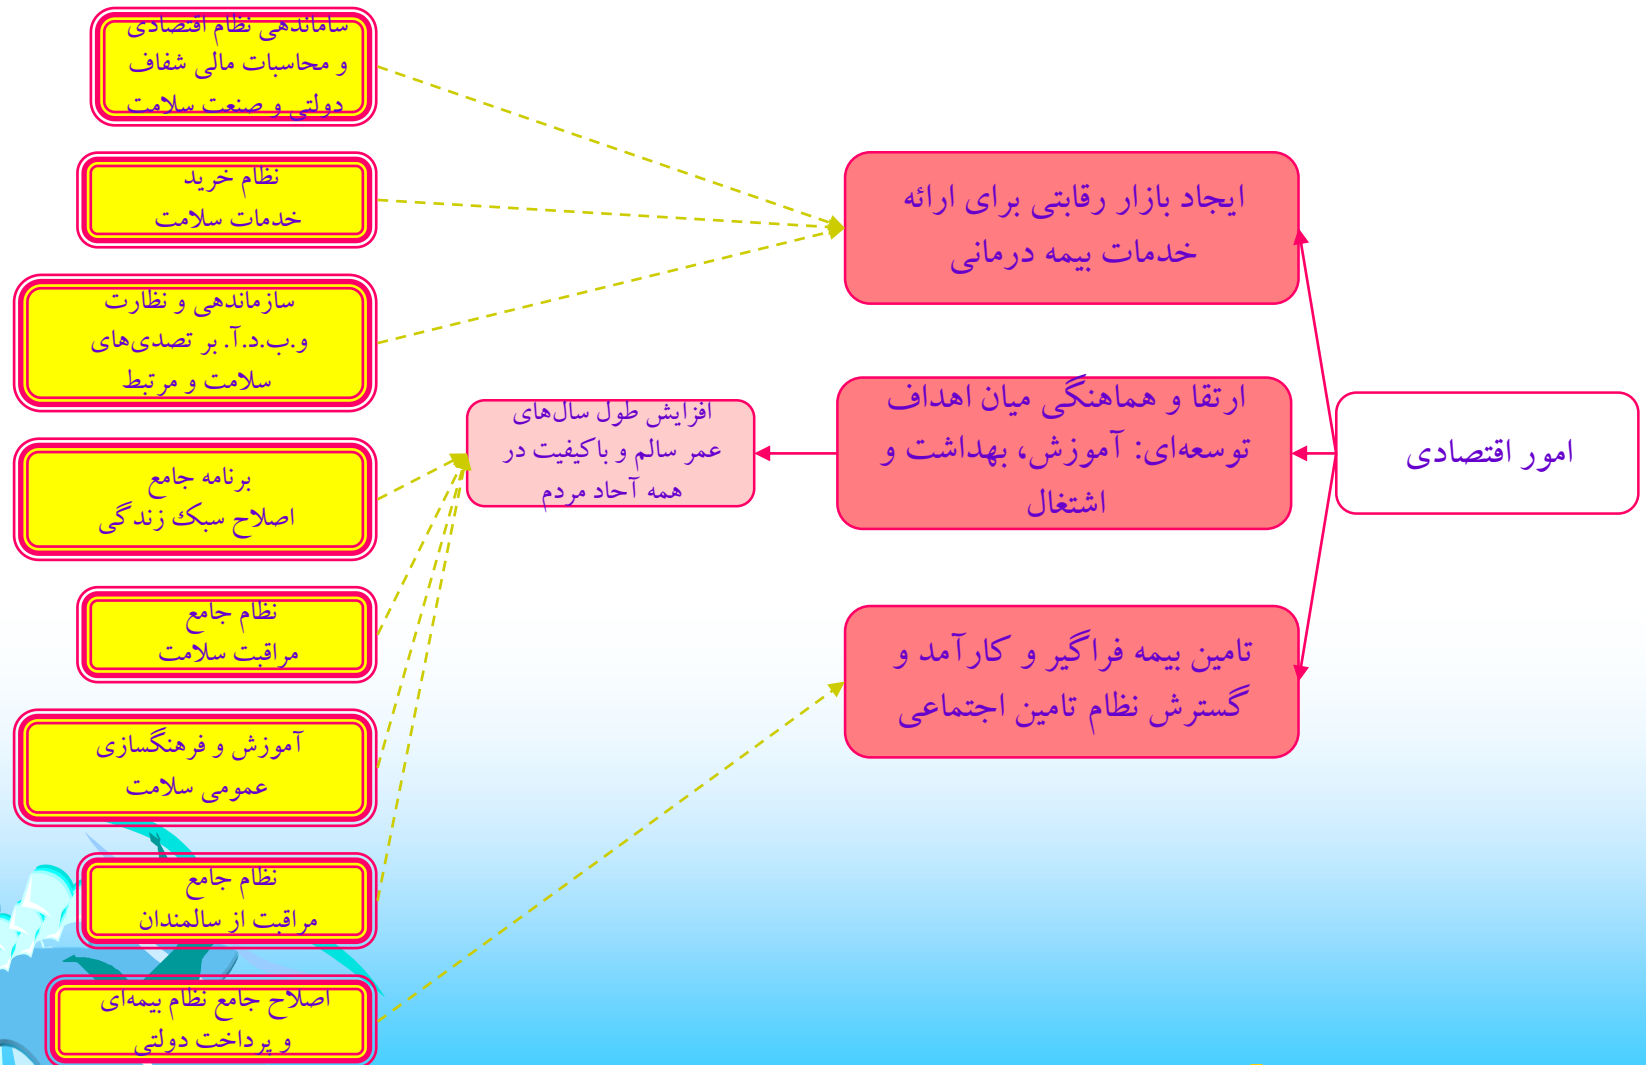 امور اقتصادی
ایجاد بازار رقابتی برای ارائه
خدمات بیمه درمانی
ارتقا و هماهنگی میان اهداف
توسعه‌ای: آموزش، بهداشت و
اشتغال
تامین بیمه فراگیر و کارآمد و
گسترش نظام تامین اجتماعی
افزایش طول سال‌های
عمر سالم و باکیفیت در
همه آحاد مردم
ساماندهی نظام اقتصادی
و محاسبات مالی شفاف
دولتی و صنعت سلامت
نظام خرید
خدمات سلامت
سازماندهی و نظارت
و.ب.د.آ. بر تصدی‌های
سلامت و مرتبط
برنامه جامع
اصلاح سبک زندگی
نظام جامع
مراقبت سلامت
آموزش و فرهنگسازی
عمومی سلامت
نظام جامع
مراقبت از سالمندان
اصلاح جامع نظام بیمه‌ای
و پرداخت دولتی